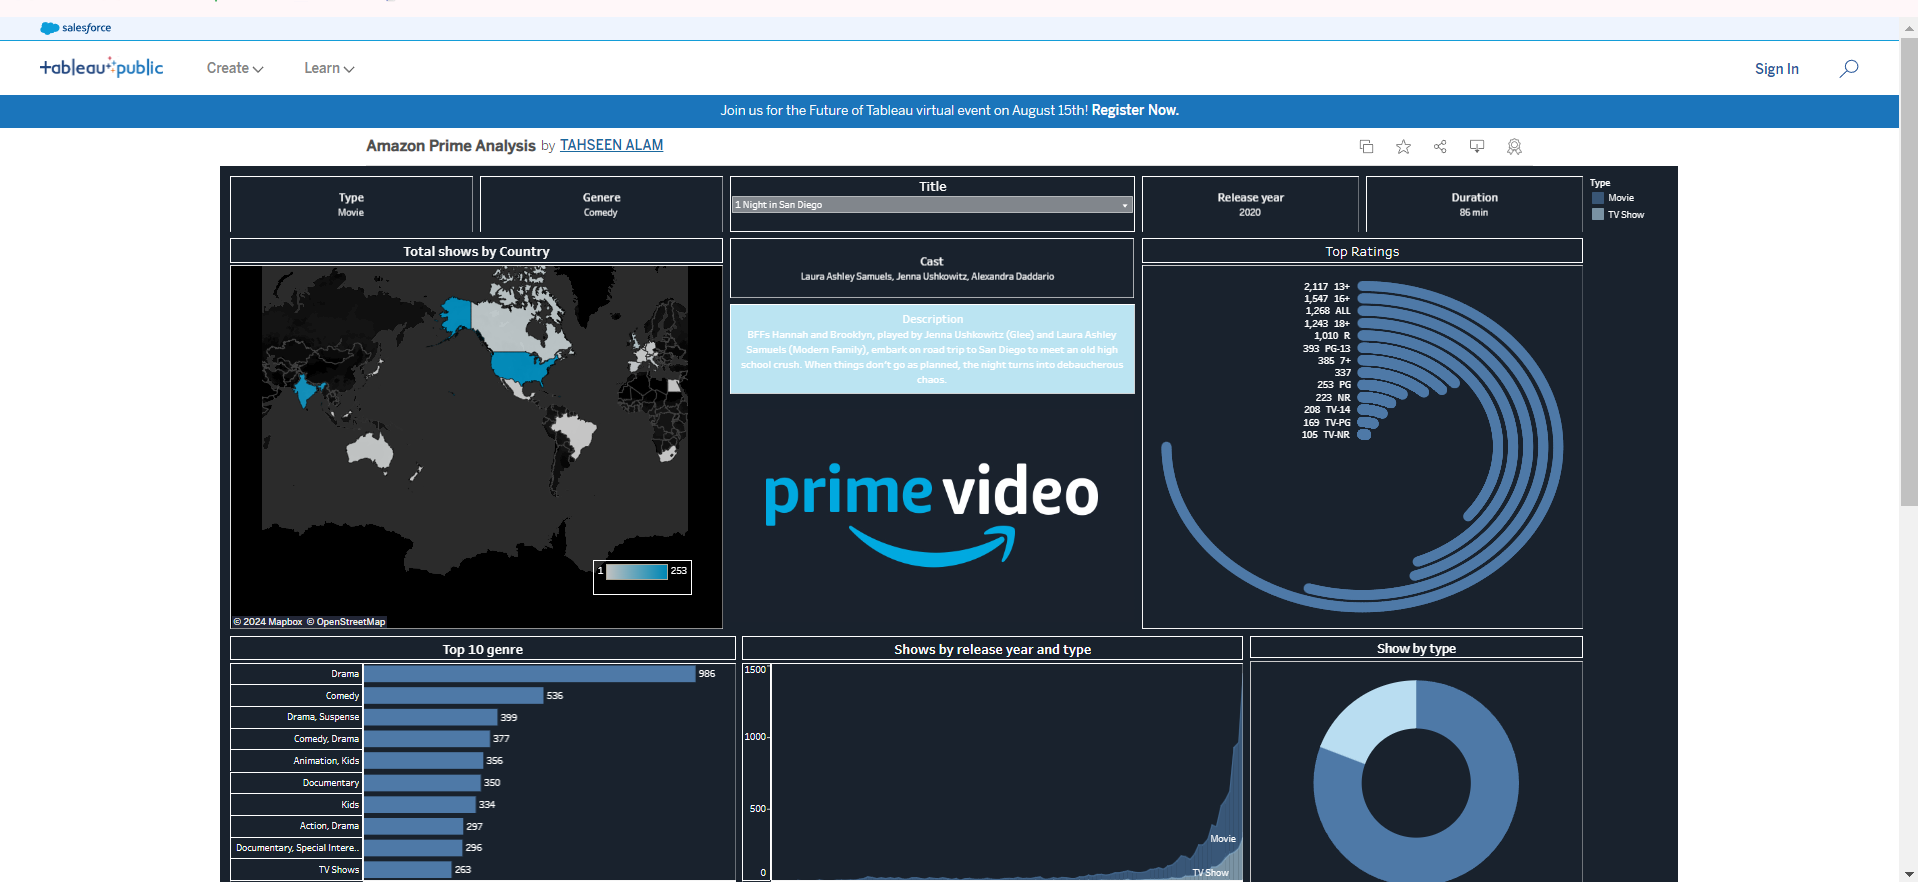 salesforce
+ableau public
Create
Learn
Sign In
Join us for the Future of Tableau virtual event on August 15th! Register Now.
Amazon Prime Analysis by TAHSEEN ALAM
Type
Movie
Genere
Comedy
Title
1 Night in San Diego
Release year
2020
Duration
86 min
Type
Movie
TV Show
Total shows by Country
1
253
© 2024 Mapbox © OpenStreetMap
Cast
Laura Ashley Samuels, Jenna Ushkowitz, Alexandra Daddario
Description
BFFs Hannah and Brooklyn, played by Jenna Ushkowitz (Glee) and Laura Ashley
Samuels (Modern Family), embark on road trip to San Diego to meet an old high
school crush. When things don't go as planned, the night turns into debaucherous
chaos.
prime video
Top Ratings
2,117 13+
1,547 16+
1,268 ALL
1,243 18+
1,010 R
393 PG-13
385 7+
337
253 PG
223 NR
208 TV-14
169 TV-PG
105 TV-NR
Top 10 genre
Drama 986
Comedy 536
Drama, Suspense 399
Comedy, Drama 377
Animation, Kids 356
Documentary 350
Kids 334
Action, Drama 297
Documentary, Special Intere.. 296
TV Shows 263
Shows by release year and type
1500
1000
500
0
Movie
TV Show
Show by type